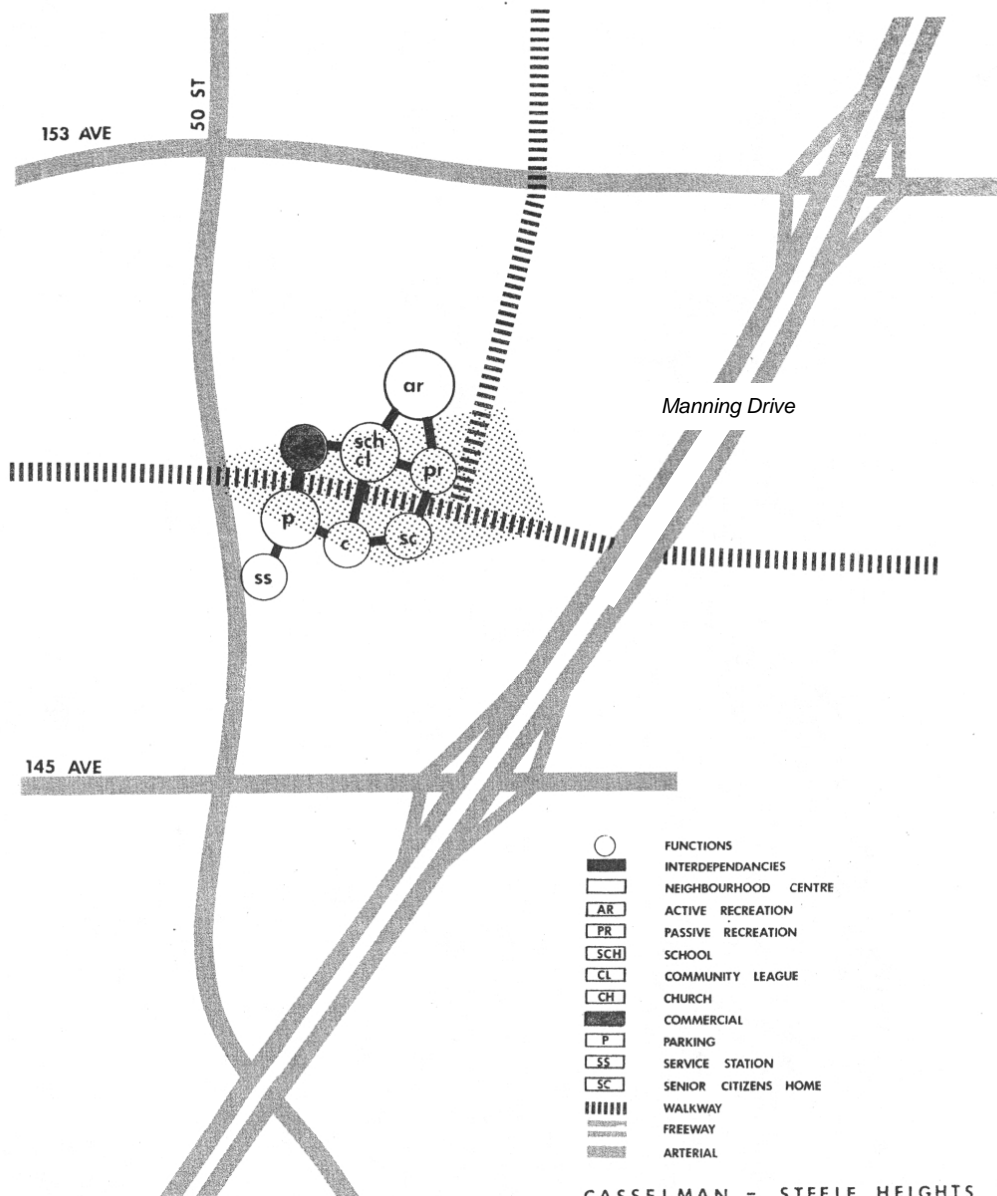 50 ST
153 AVE
ar
Manning Drive
sch
cl
pr
p
c
sc
ss
145 AVE
FUNCTIONS
INTERDEPENDANCIES
NEIGHBOURHOOD CENTRE
AR ACTIVE RECREATION
PR PASSIVE RECREATION
SCH SCHOOL
CL COMMUNITY LEAGUE
CH CHURCH
COMMERCIAL
P PARKING
SS SERVICE STATION
SC SENIOR CITIZENS HOME
WALKWAY
FREEWAY
ARTERIAL
CASSELMAN - STEELE HEIGHTS